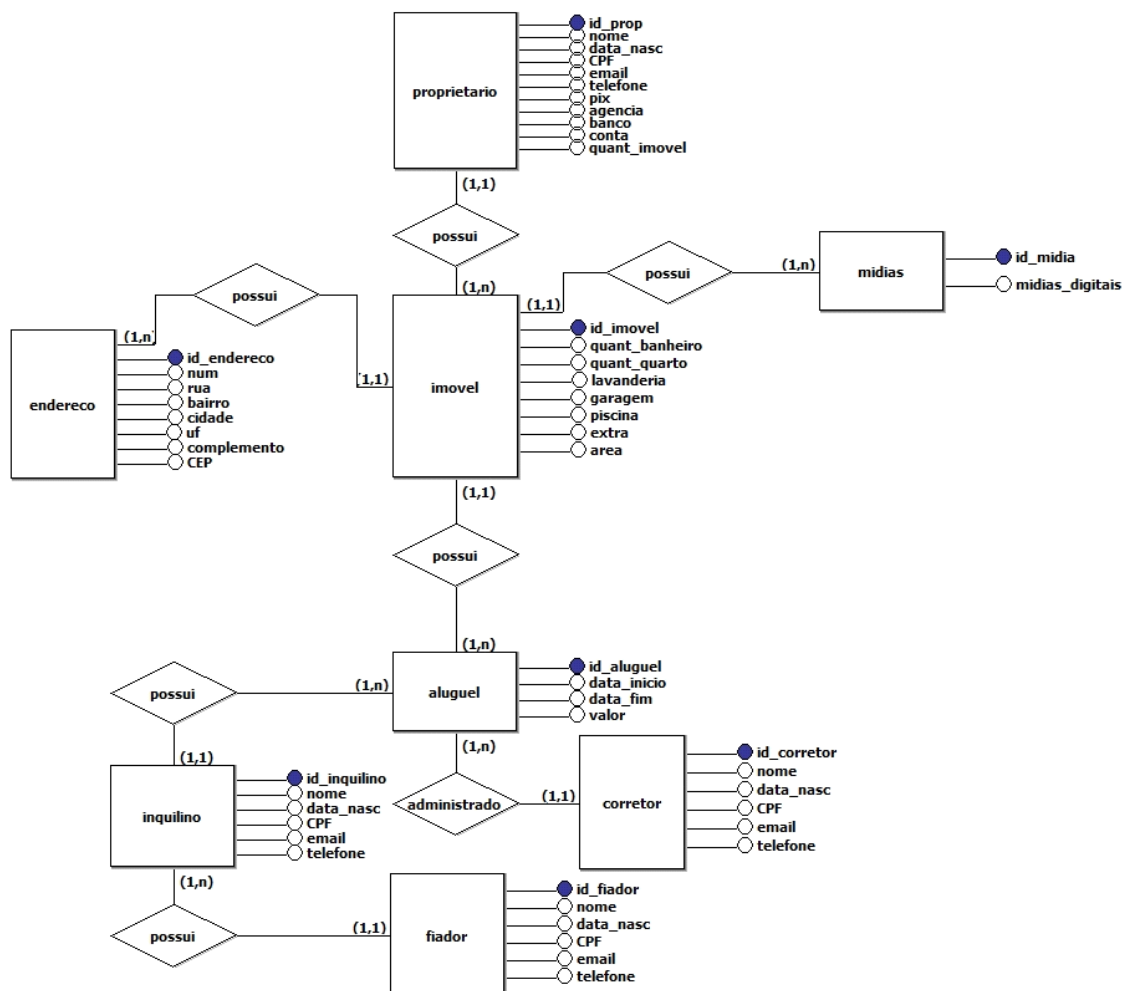 proprietario
id_prop
nome
data_nasc
CPF
email
telefone
pix
agencia
banco
conta
quant_imovel
(1,1)
possui
(1,n)
possui
(1,n)
endereco
id_endereco
num
rua
bairro
cidade
uf
complemento
CEP
(1,1)
imovel
id_imovel
quant_banheiro
quant_quarto
lavanderia
garagem
piscina
extra
area
(1,1)
possui
(1,n)
midias
id_midia
midias_digitais
(1,1)
possui
(1,n)
aluguel
id_aluguel
data_inicio
data_fim
valor
(1,n)
possui
(1,1)
inquilino
id_inquilino
nome
data_nasc
CPF
email
telefone
(1,n)
administrado
(1,1)
corretor
id_corretor
nome
data_nasc
CPF
email
telefone
(1,n)
possui
(1,1)
fiador
id_fiador
nome
data_nasc
CPF
email
telefone